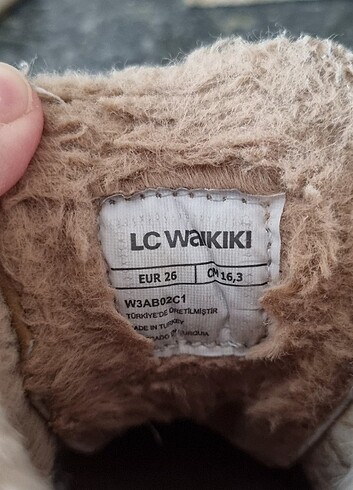 LC WAIKIKI
EUR 26 CM 16,3
W3AB02C1
TÜRKİYE'DE ÜRETİLMİŞTİR
MADE IN TURKEY